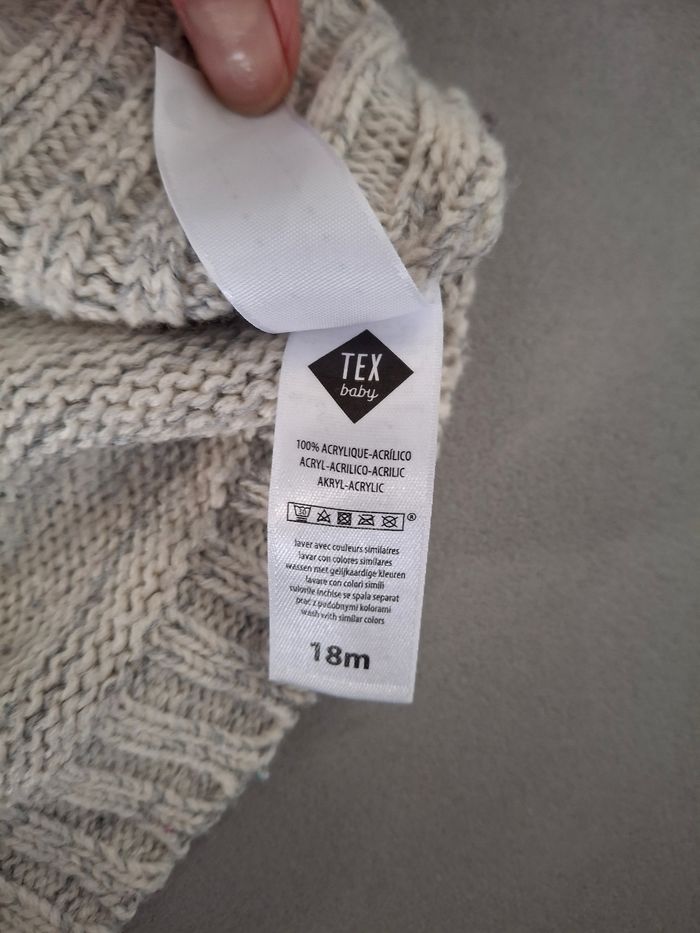 TEX
baby
100% ACRYLIQUE-ACRÍLICO
ACRYL-ACRILICO-ACRILIC
AKRYL-ACRYLIC
30
®
laver avec couleurs similaires
lavar con colores similares
wassen met gelijkaardige kleuren
lavare con colori simili
culorile inchise se spala separat
prać z podobnymi kolorami
wash with similar colors
18m